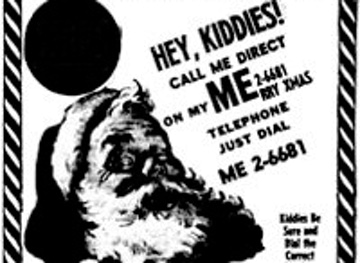 HEY, KIDDIES!
CALL ME DIRECT
ON MY ME 2-6681
RRY XMAS
TELEPHONE
JUST DIAL
ME 2-6681
Kiddies Be
Sure and
Dial the
Correct